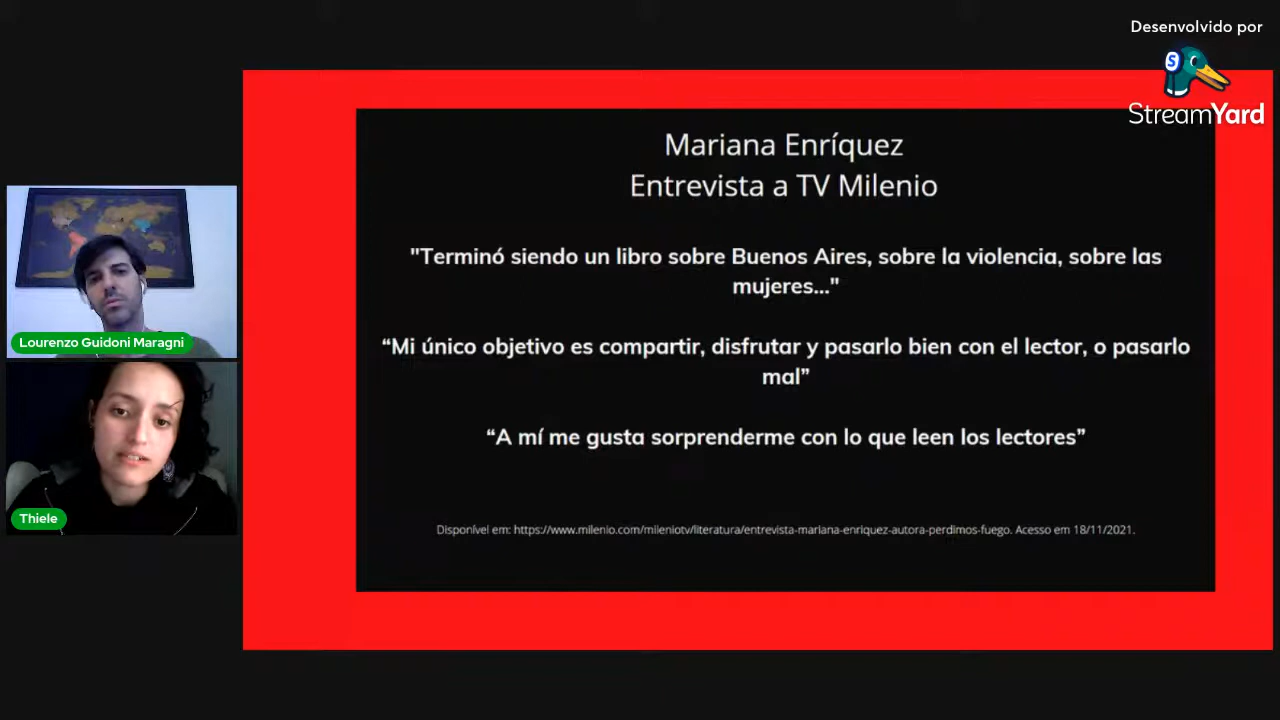 Desenvolvido por
StreamYard
Mariana Enríquez
Entrevista a TV Milenio
"Terminó siendo un libro sobre Buenos Aires, sobre la violencia, sobre las
mujeres..."
“Mi único objetivo es compartir, disfrutar y pasarlo bien con el lector, o pasarlo
mal”
“A mí me gusta sorprenderme con lo que leen los lectores”
Disponível em: https://www.milenio.com/mileniotv/literatura/entrevista-mariana-enriquez-autora-perdimos-fuego. Acesso em 18/11/2021.
Lourenzo Guidoni Maragni
Thiele